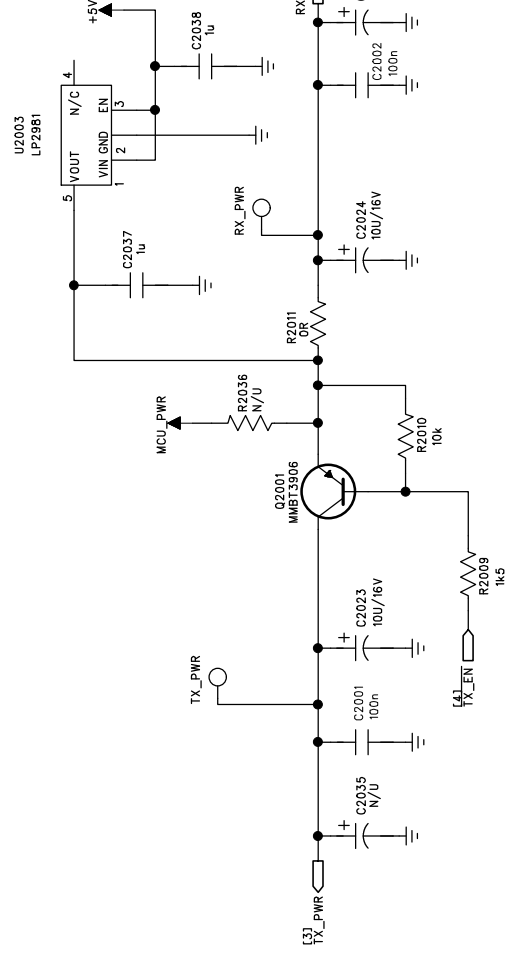 +5V
C2038
1u
U2003
LP2981
4
N/C
EN
3
GND
2
VIN
1
VOUT
5
C2037
1u
RX
C2002
100n
RX_PWR
C2024
10U/16V
+
R2011
0R
MCU_PWR
R2036
N/U
Q2001
MMBT3906
R2010
10k
R2009
1k5
[4]
TX_EN
C2023
10U/16V
+
TX_PWR
C2001
100n
C2035
N/U
+
[3]
TX_PWR
+